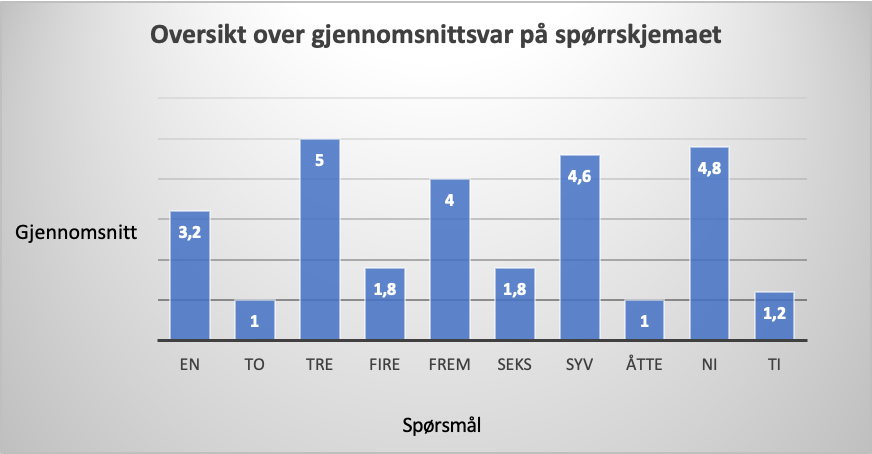 Oversikt over gjennomsnittsvar på spørrskjemaet
Gjennomsnitt
3,2
1
5
1,8
4
1,8
4,6
1
4,8
1,2
EN TO TRE FIRE FREM SEKS SYV ÅTTE NI TI
Spørsmål